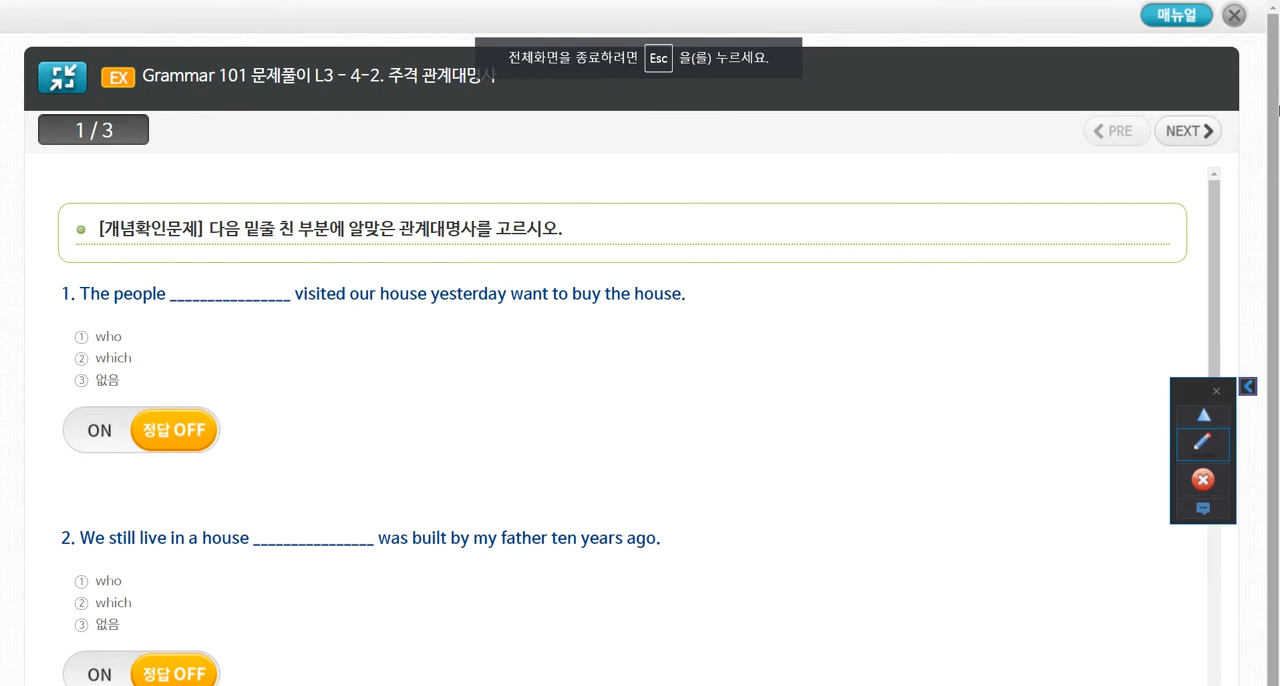 매뉴얼
전체화면을 종료하려면 Esc 을(를) 누르세요.
EX Grammar 101 문제풀이 L3 - 4-2. 주격 관계대명사
1 / 3
PRE NEXT
[개념확인문제] 다음 밑줄 친 부분에 알맞은 관계대명사를 고르시오.
1. The people ________________ visited our house yesterday want to buy the house.
① who
② which
③ 없음
ON 정답 OFF
2. We still live in a house ________________ was built by my father ten years ago.
① who
② which
③ 없음
ON 정답 OFF